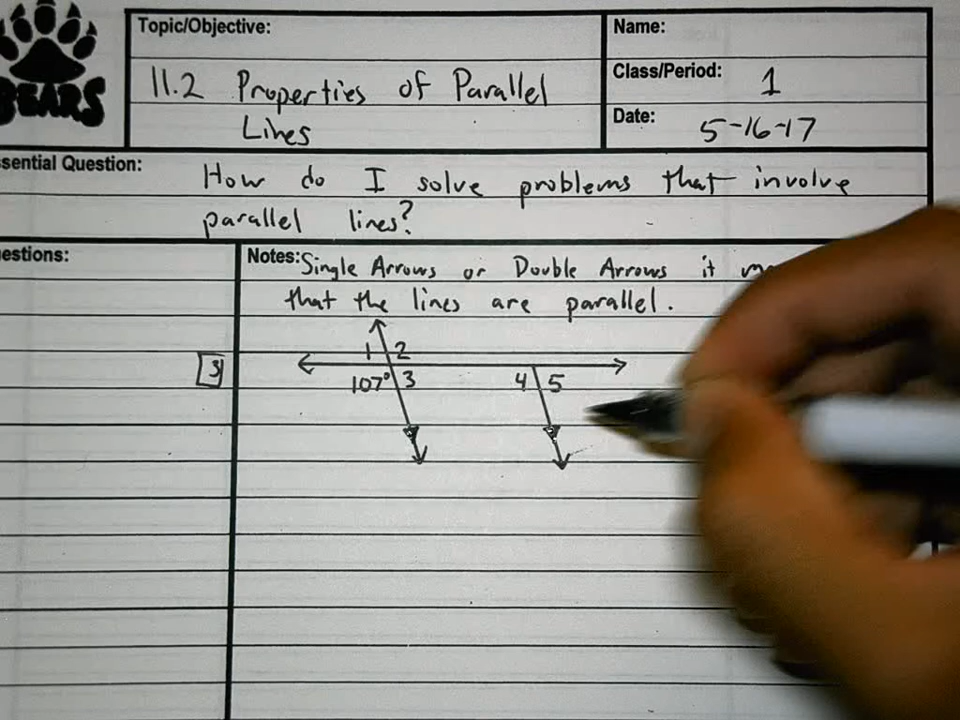 BEARS
Topic/Objective:
11.2 Properties of Parallel
Lines
Name:
Class/Period: 1
Date: 5-16-17
ssential Question: How do I solve problems that involve
parallel lines?
estions:
Notes: Single Arrows or Double Arrows it
that the lines are parallel.
1 2
3
107° 3 4 5